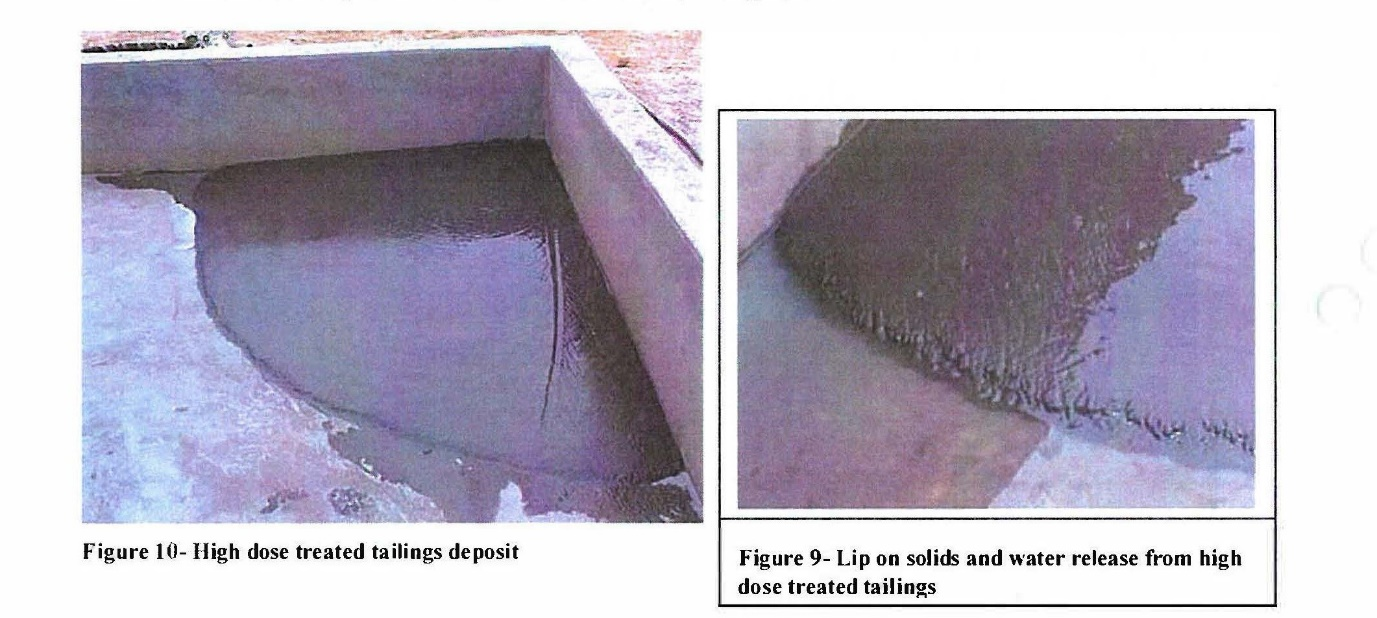 Figure 10- High dose treated tailings deposit
Figure 9- Lip on solids and water release from high
dose treated tailings